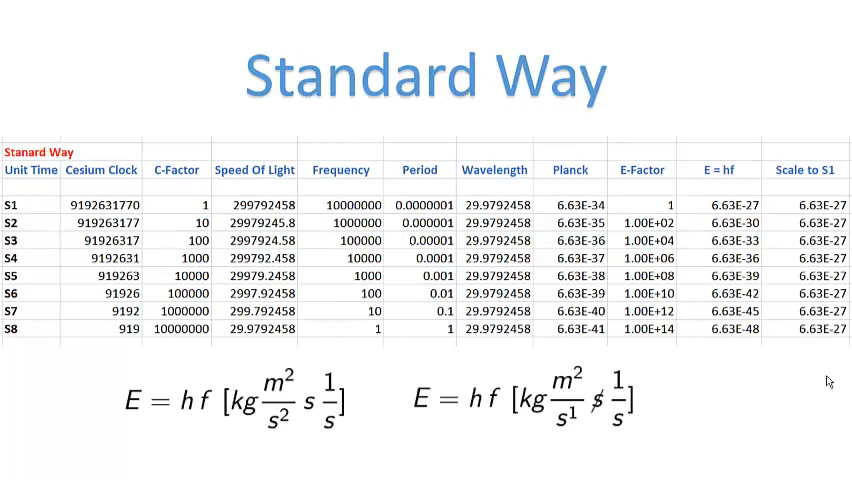 Standard Way
Stanard Way
Unit Time Cesium Clock C-Factor Speed Of Light Frequency Period Wavelength Planck E-Factor E = hf Scale to S1
S1 9192631770 1 299792458 10000000 0.0000001 29.9792458 6.63E-34 1 6.63E-27 6.63E-27
S2 919263177 10 29979245.8 1000000 0.000001 29.9792458 6.63E-35 1.00E+02 6.63E-30 6.63E-27
S3 91926317 100 2997924.58 100000 0.00001 29.9792458 6.63E-36 1.00E+04 6.63E-33 6.63E-27
S4 9192631 1000 299792.458 10000 0.0001 29.9792458 6.63E-37 1.00E+06 6.63E-36 6.63E-27
S5 919263 10000 29979.2458 1000 0.001 29.9792458 6.63E-38 1.00E+08 6.63E-39 6.63E-27
S6 91926 100000 2997.92458 100 0.01 29.9792458 6.63E-39 1.00E+10 6.63E-42 6.63E-27
S7 9192 1000000 299.792458 10 0.1 29.9792458 6.63E-40 1.00E+12 6.63E-45 6.63E-27
S8 919 10000000 29.9792458 1 1 29.9792458 6.63E-41 1.00E+14 6.63E-48 6.63E-27
E = h f [kg m²/s² s 1/s] E = h f [kg m²/s¹ s̸ 1/s]